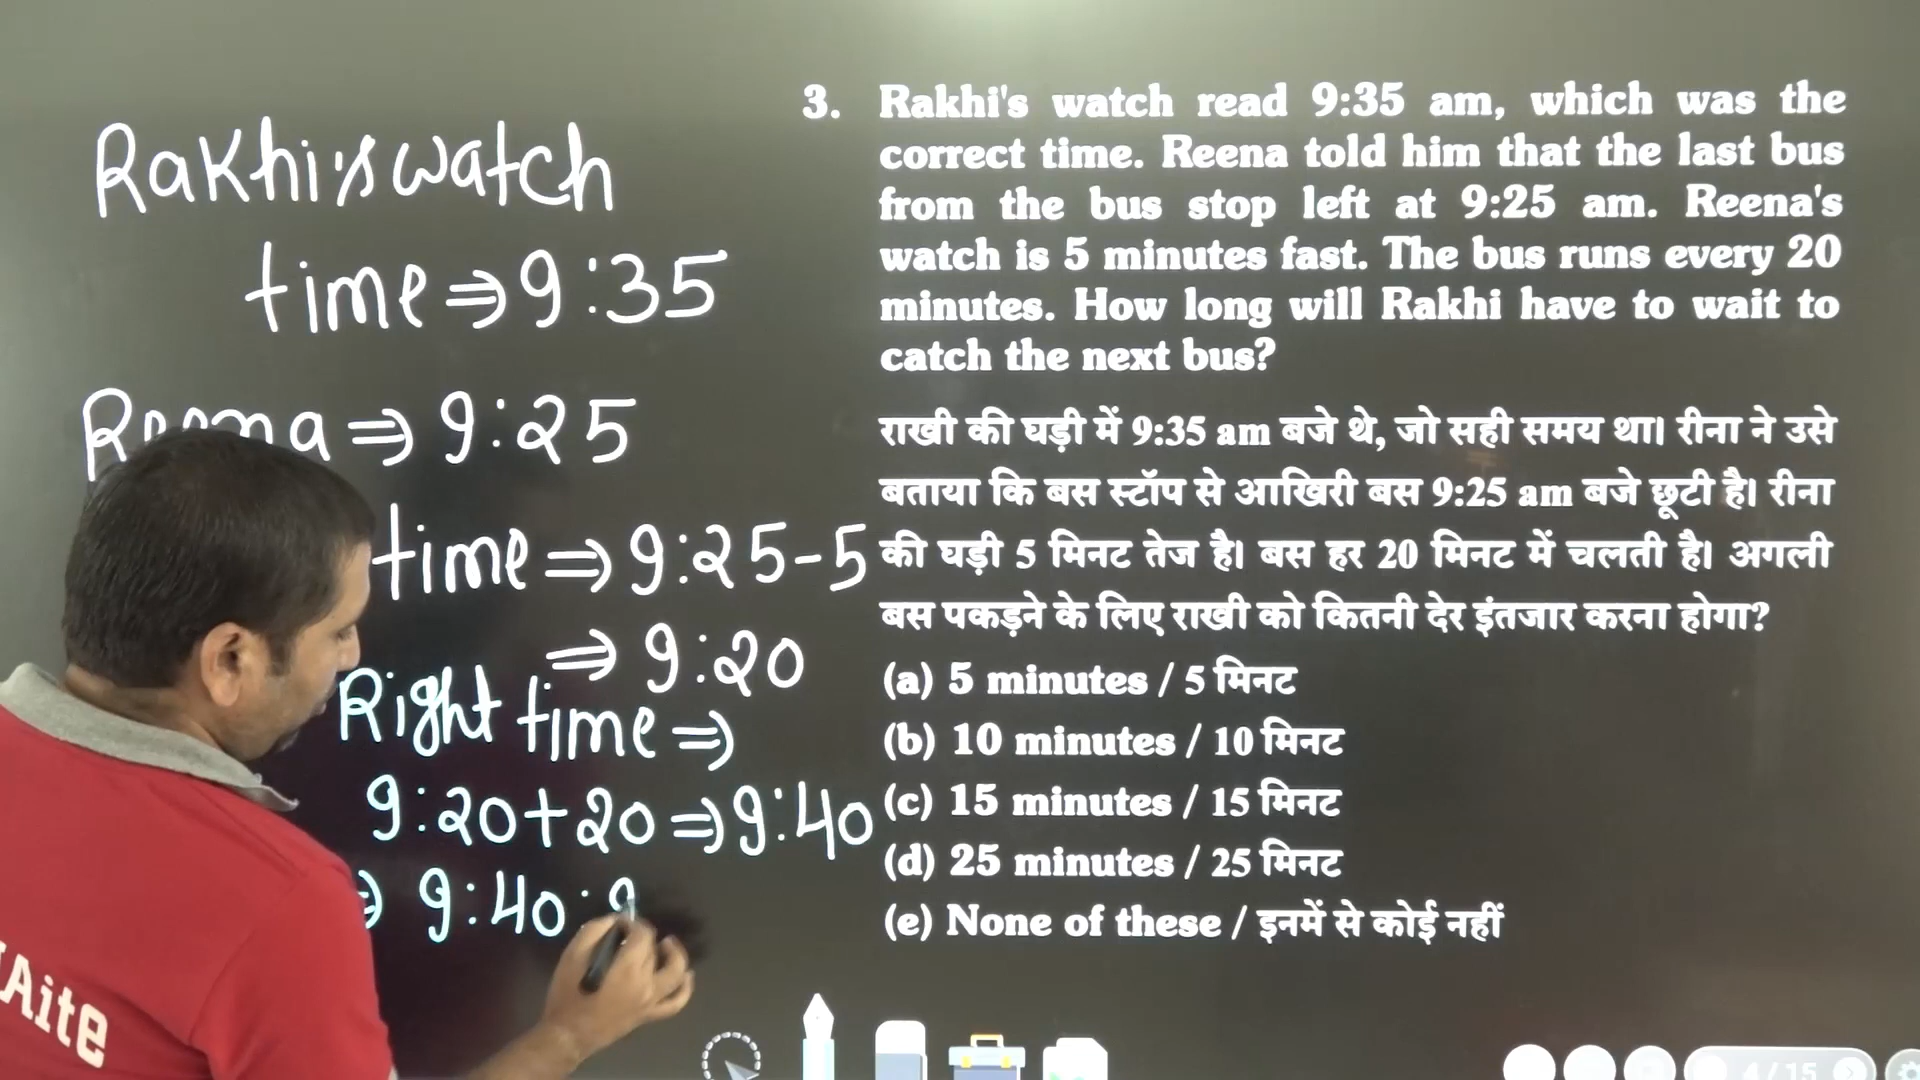 Rakhi's watch
time ⇒ 9:35
Reena ⇒ 9:25
time ⇒ 9:25-5
⇒ 9:20
Right time ⇒
9:20+20 ⇒ 9:40
⇒ 9:40:9
3. Rakhi's watch read 9:35 am, which was the
correct time. Reena told him that the last bus
from the bus stop left at 9:25 am. Reena's
watch is 5 minutes fast. The bus runs every 20
minutes. How long will Rakhi have to wait to
catch the next bus?
राखी की घड़ी में 9:35 am बजे थे, जो सही समय था। रीना ने उसे
बताया कि बस स्टॉप से आखिरी बस 9:25 am बजे छूटी है। रीना
की घड़ी 5 मिनट तेज है। बस हर 20 मिनट में चलती है। अगली
बस पकड़ने के लिए राखी को कितनी देर इंतजार करना होगा?
(a) 5 minutes / 5 मिनट
(b) 10 minutes / 10 मिनट
(c) 15 minutes / 15 मिनट
(d) 25 minutes / 25 मिनट
(e) None of these / इनमें से कोई नहीं
Aite
4/15